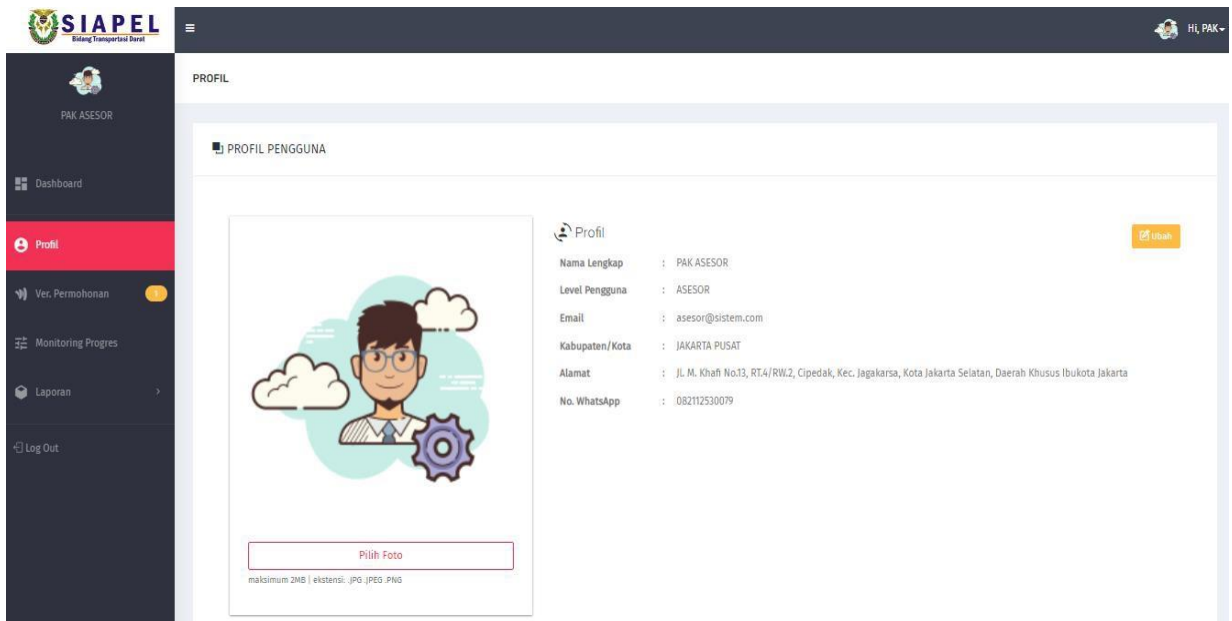 SIAPEL
Bidang Transportasi Darat
Hi, PAK
PAK ASESOR
Dashboard
Profil
Ver. Permohonan 1
Monitoring Progres
Laporan
Log Out
PROFIL
PROFIL PENGGUNA
Pilih Foto
maksimum 2MB | ekstensi: .JPG .JPEG .PNG
Profil
Ubah
Nama Lengkap : PAK ASESOR
Level Pengguna : ASESOR
Email : asesor@sistem.com
Kabupaten/Kota : JAKARTA PUSAT
Alamat : Jl. M. Khafi No.13, RT.4/RW.2, Cipedak, Kec. Jagakarsa, Kota Jakarta Selatan, Daerah Khusus Ibukota Jakarta
No. WhatsApp : 082112530079